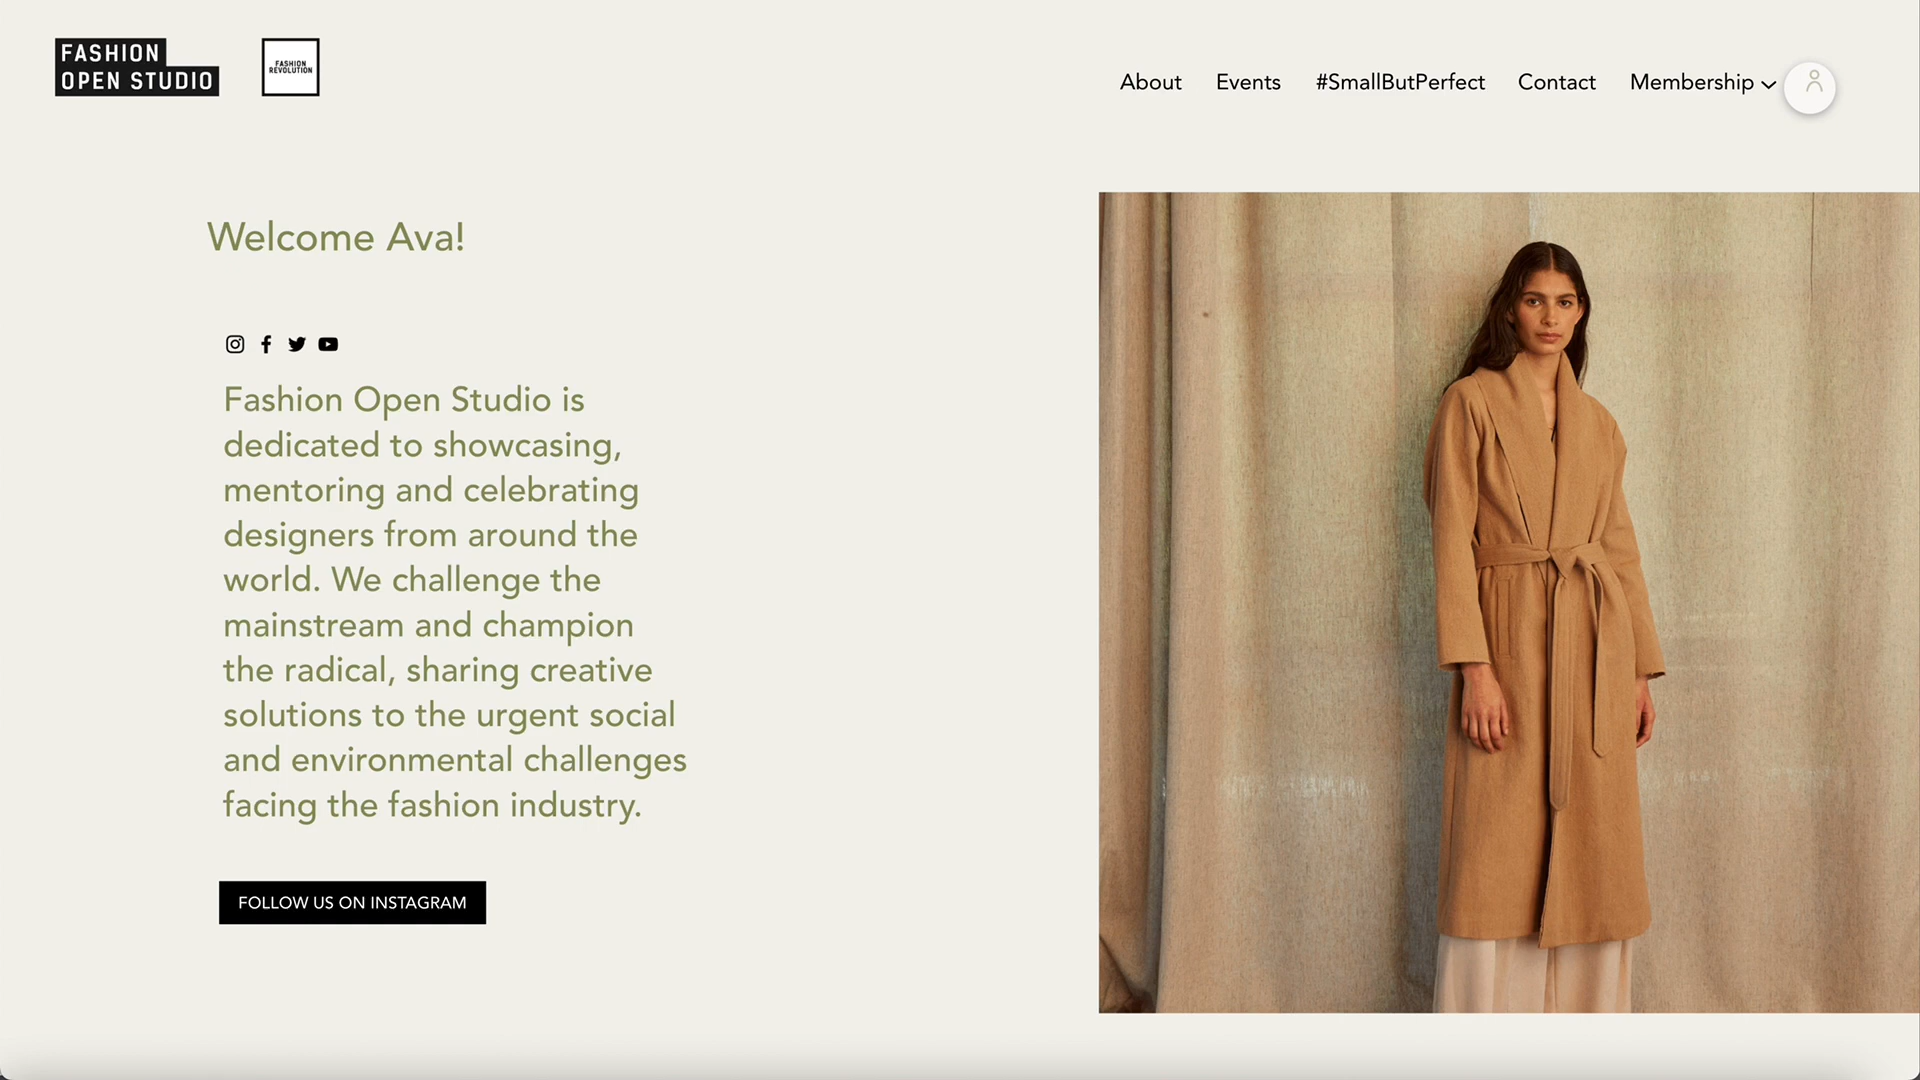 FASHION
OPEN STUDIO
FASHION
REVOLUTION
About Events #SmallButPerfect Contact Membership
Welcome Ava!
Fashion Open Studio is
dedicated to showcasing,
mentoring and celebrating
designers from around the
world. We challenge the
mainstream and champion
the radical, sharing creative
solutions to the urgent social
and environmental challenges
facing the fashion industry.
FOLLOW US ON INSTAGRAM